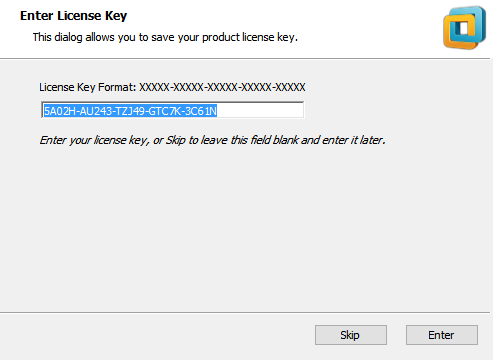 Enter License Key
This dialog allows you to save your product license key.
License Key Format: XXXXX-XXXXX-XXXXX-XXXXX-XXXXX
5A02H-AU243-TZJ49-GTC7K-3C61N
Enter your license key, or Skip to leave this field blank and enter it later.
Skip
Enter